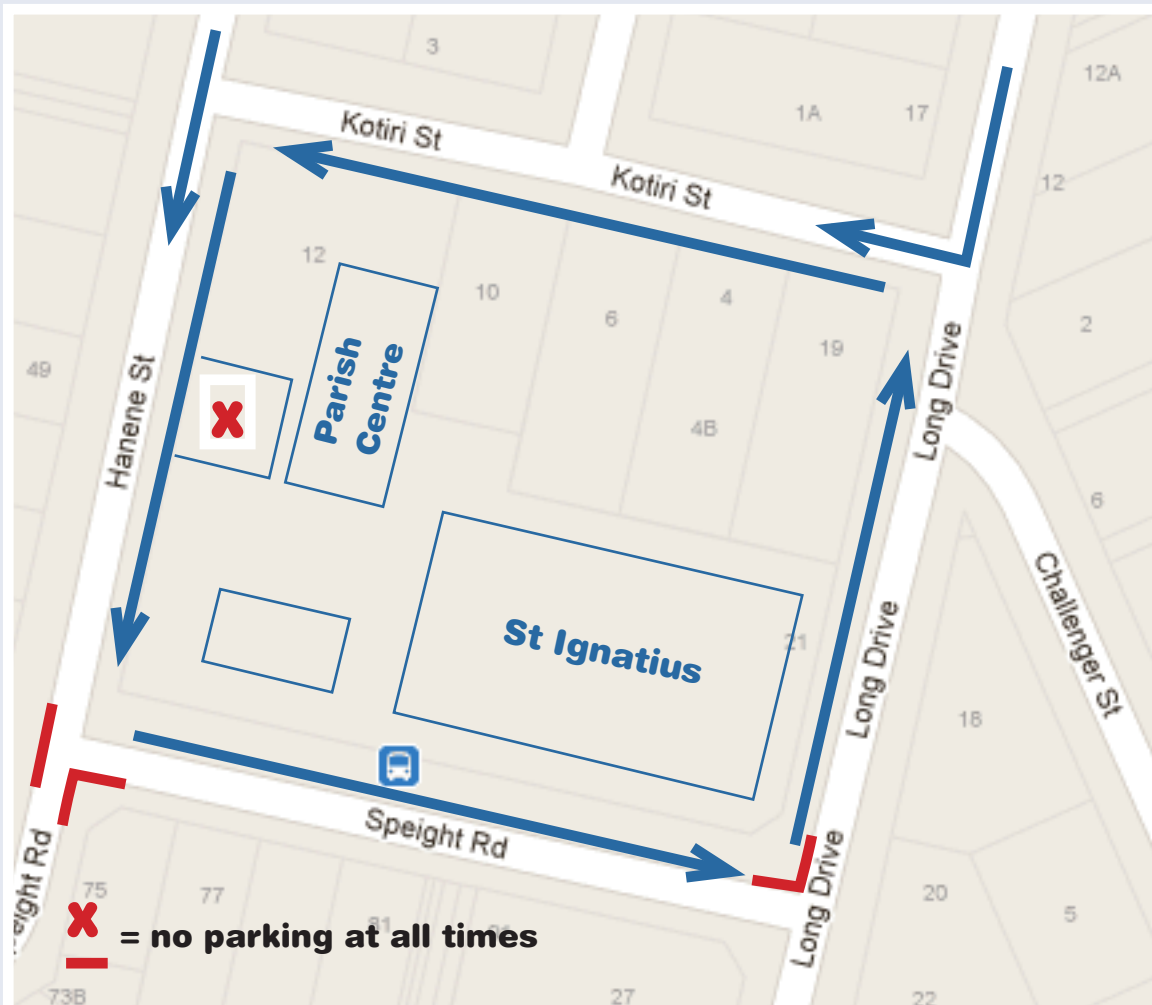 3
12A
1A
17
Kotiri St
Kotiri St
12
12
10
6
4
19
2
49
Hanene St
Parish
Centre
4B
Long Drive
6
Challenger St
St Ignatius
21
Long Drive
18
Speight Rd
Long Drive
75
77
81
20
5
x
= no parking at all times
73B
27
22